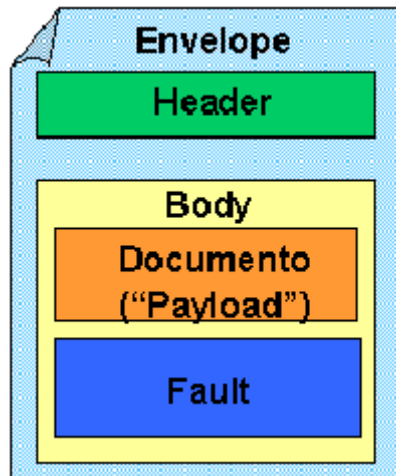 Envelope
Header
Body
Documento
(“Payload”)
Fault